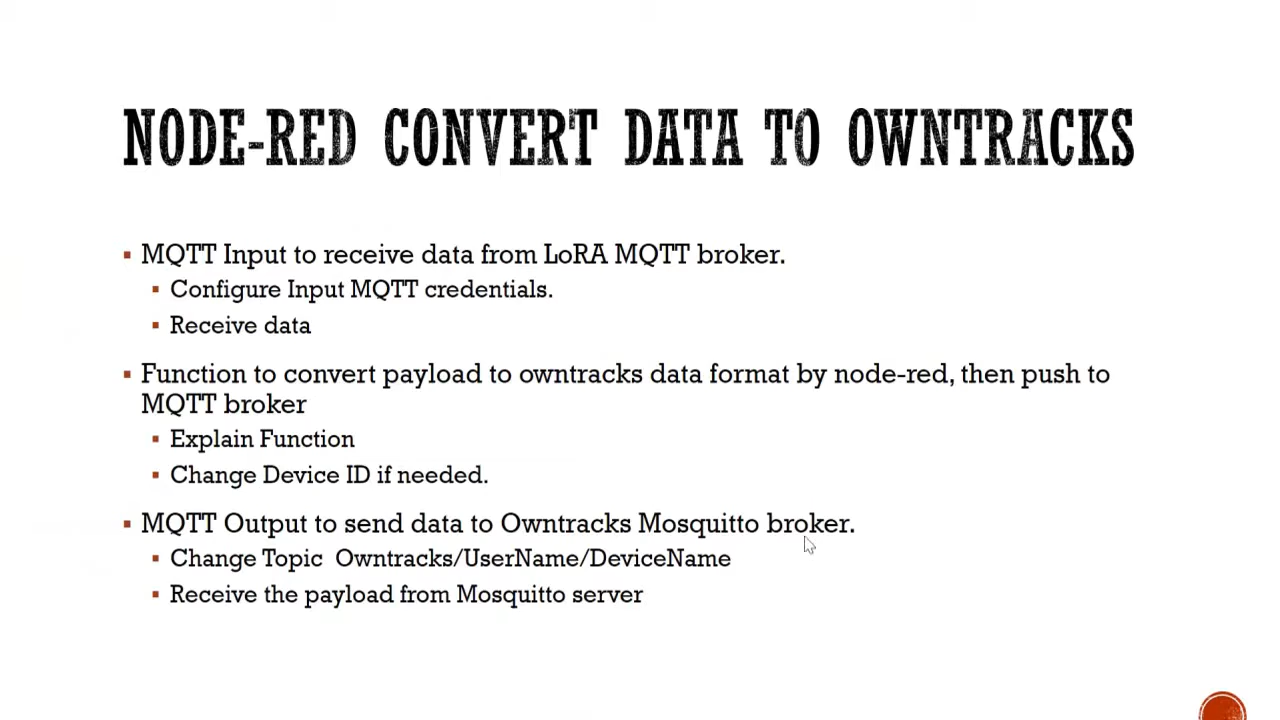 NODE-RED CONVERT DATA TO OWNTRACKS
▪ MQTT Input to receive data from LoRA MQTT broker.
▪ Configure Input MQTT credentials.
▪ Receive data
▪ Function to convert payload to owntracks data format by node-red, then push to
MQTT broker
▪ Explain Function
▪ Change Device ID if needed.
▪ MQTT Output to send data to Owntracks Mosquitto broker.
▪ Change Topic  Owntracks/UserName/DeviceName
▪ Receive the payload from Mosquitto server